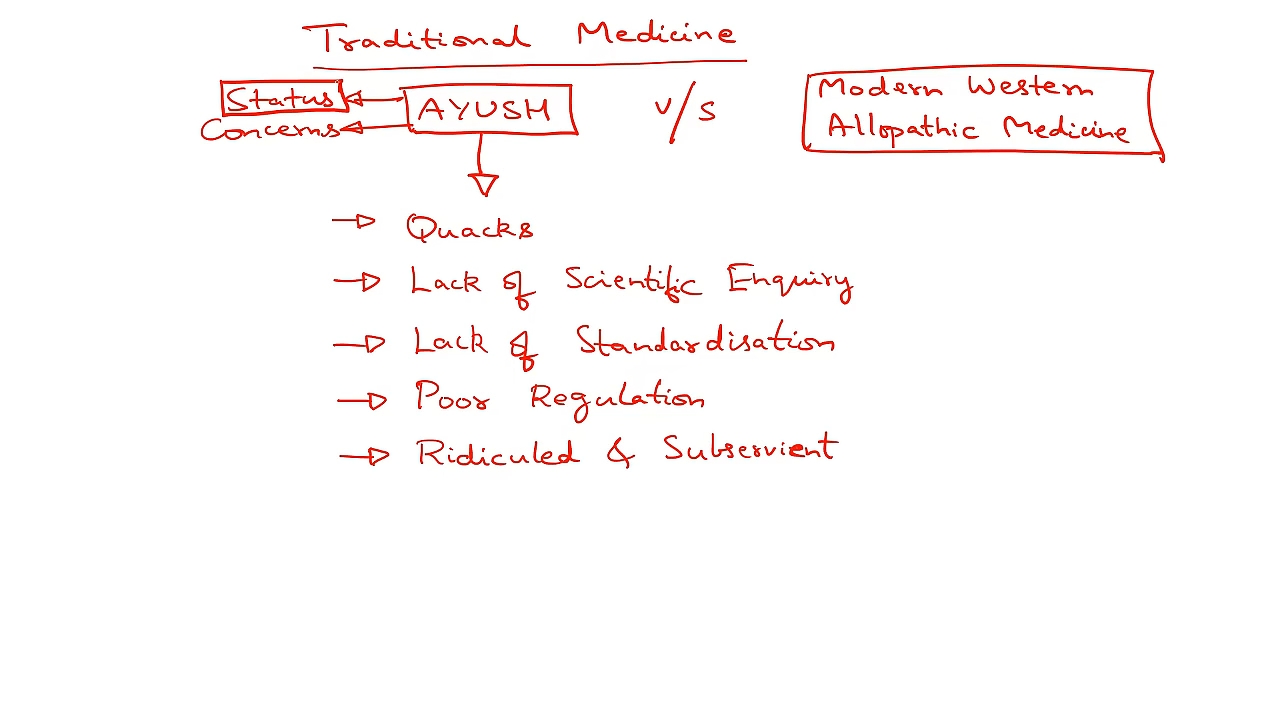 Traditional Medicine
Status AYUSH v/s Modern Western
Concerns Allopathic Medicine
→ Quacks
→ Lack of Scientific Enquiry
→ Lack of Standardisation
→ Poor Regulation
→ Ridiculed & Subservient